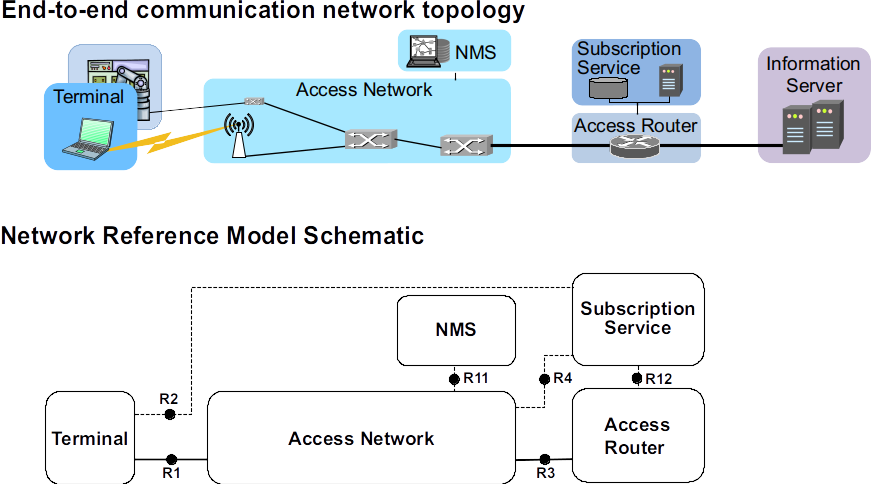 End-to-end communication network topology
NMS
Subscription
Service
Information
Server
Terminal
Access Network
Access Router
Network Reference Model Schematic
Subscription
Service
NMS
R11
R4
R12
R2
Terminal
Access Network
Access
Router
R1
R3